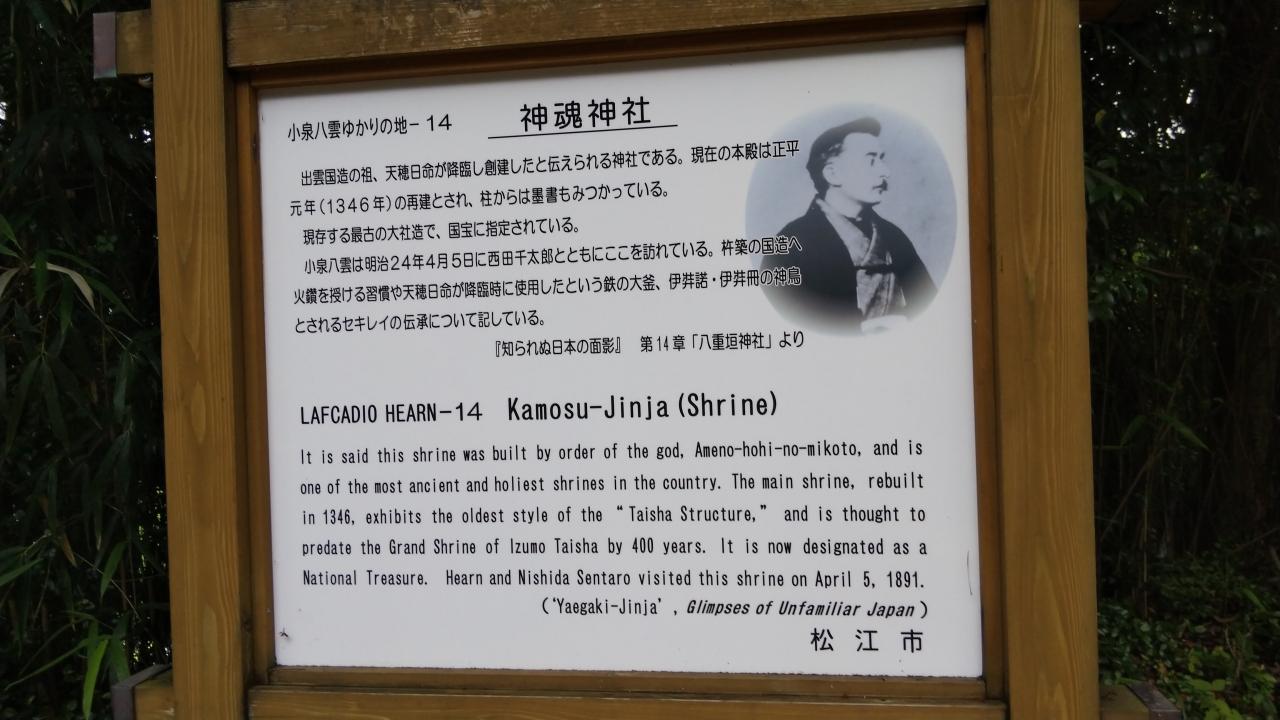 小泉八雲ゆかりの地－14 神魂神社
出雲国造の祖、天穂日命が降臨し創建したと伝えられる神社である。現在の本殿は正平
元年（1346年）の再建とされ、柱からは墨書もみつかっている。
現存する最古の大社造で、国宝に指定されている。
小泉八雲は明治24年4月5日に西田千太郎とともにここを訪れている。杵築の国造へ
火鑽を授ける習慣や天穂日命が降臨時に使用したという鉄の大釜、伊弉諾・伊弉冊の神鳥
とされるセキレイの伝承について記している。
『知られぬ日本の面影』 第14章「八重垣神社」より
LAFCADIO HEARN－14 Kamosu-Jinja (Shrine)
It is said this shrine was built by order of the god, Ameno-hohi-no-mikoto, and is
one of the most ancient and holiest shrines in the country. The main shrine, rebuilt
in 1346, exhibits the oldest style of the “Taisha Structure,” and is thought to
predate the Grand Shrine of Izumo Taisha by 400 years. It is now designated as a
National Treasure. Hearn and Nishida Sentaro visited this shrine on April 5, 1891.
(‘Yaegaki-Jinja’, Glimpses of Unfamiliar Japan)
松江市